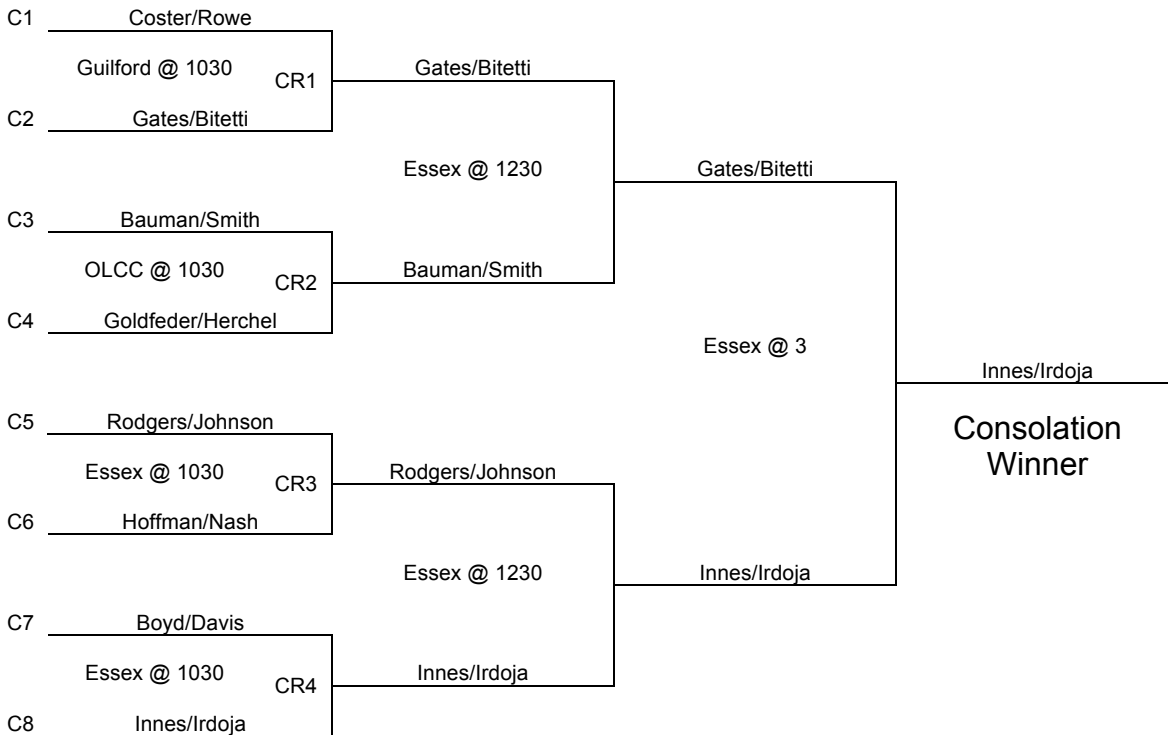 C1 Coster/Rowe
Guilford @ 1030 CR1 Gates/Bitetti
C2 Gates/Bitetti
Essex @ 1230 Gates/Bitetti
C3 Bauman/Smith
OLCC @ 1030 CR2 Bauman/Smith
C4 Goldfeder/Herchel
Essex @ 3
Innes/Irdoja
C5 Rodgers/Johnson
Consolation
Winner
Essex @ 1030 CR3 Rodgers/Johnson
C6 Hoffman/Nash
Essex @ 1230 Innes/Irdoja
C7 Boyd/Davis
Essex @ 1030 CR4 Innes/Irdoja
C8 Innes/Irdoja